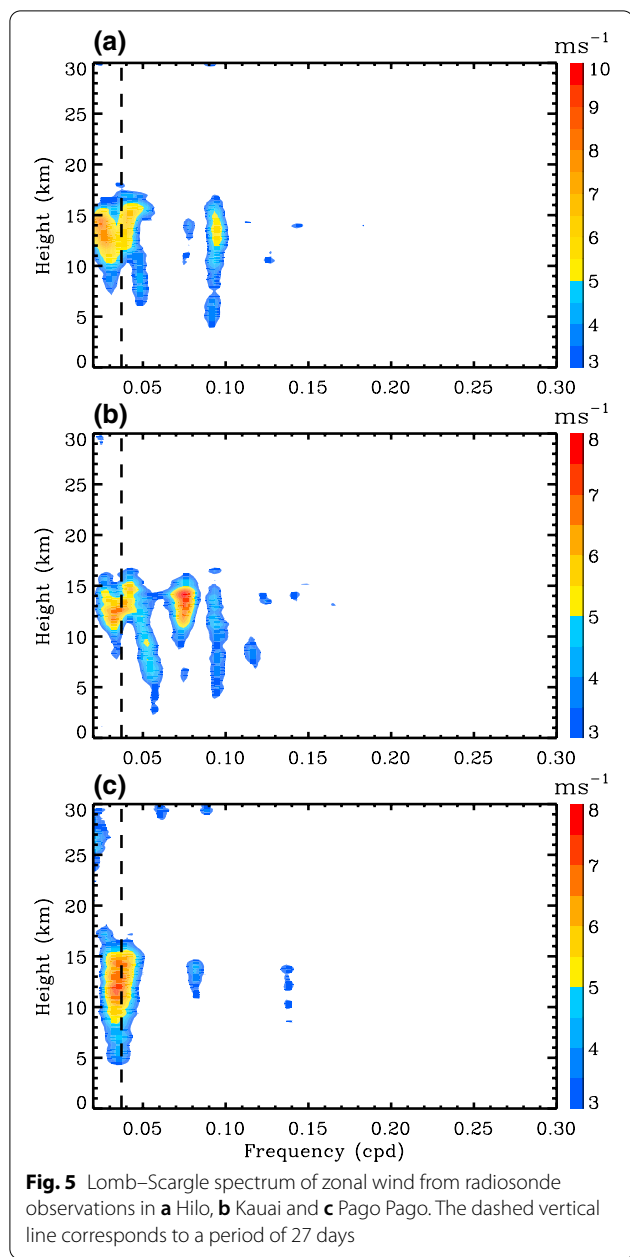 (a)
ms⁻¹
30
25
20
15
10
5
0
Height (km)
0.05 0.10 0.15 0.20 0.25 0.30
10
9
8
7
6
5
4
3
(b)
ms⁻¹
30
25
20
15
10
5
0
Height (km)
0.05 0.10 0.15 0.20 0.25 0.30
8
7
6
5
4
3
(c)
ms⁻¹
30
25
20
15
10
5
0
Height (km)
0.05 0.10 0.15 0.20 0.25 0.30
Frequency (cpd)
8
7
6
5
4
3
Fig. 5 Lomb–Scargle spectrum of zonal wind from radiosonde
observations in a Hilo, b Kauai and c Pago Pago. The dashed vertical
line corresponds to a period of 27 days